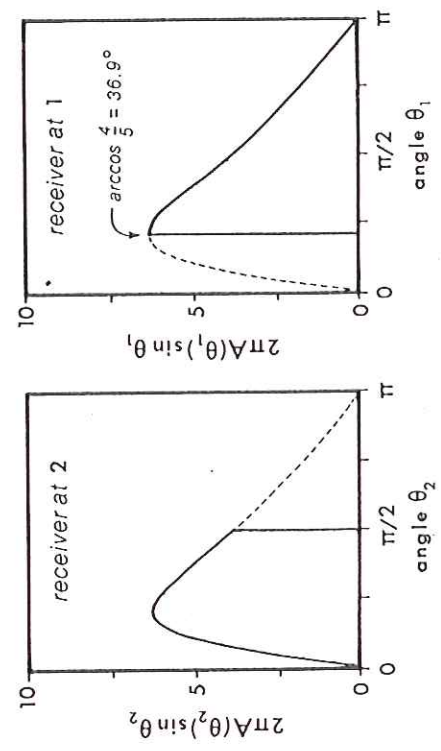 receiver at 2
10
5
0
2πA(θ₂)sin θ₂
0
π/2
π
angle θ₂
receiver at 1
arccos 4/5 = 36.9°
10
5
0
2πA(θ₁)sin θ₁
0
π/2
π
angle θ₁